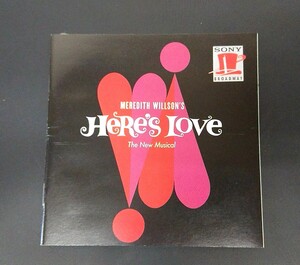 SONY
BROADWAY
MEREDITH WILLSON'S
HERE'S LOVE
The New Musical